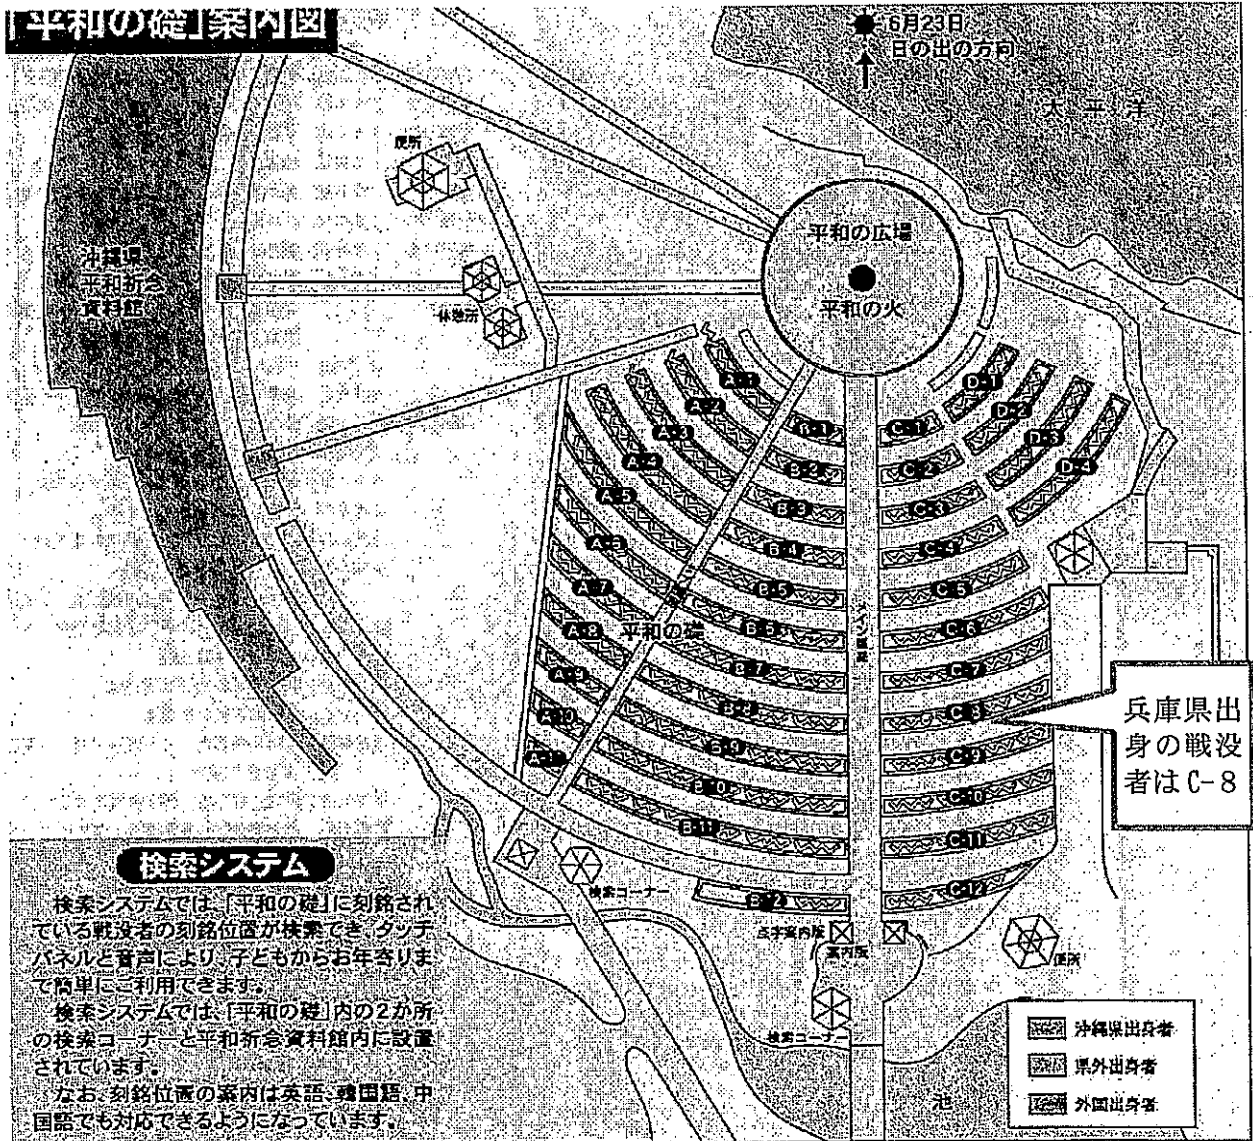 「平和の礎」案内図
6月23日
日の出の方向
太平洋
便所
平和の広場
平和の火
沖縄県
平和祈念
資料館
休憩所
A-1
A-2
A-3
A-4
A-5
A-6
A-7
A-8
A-9
A-10
A-1
B-1
B-2
B-3
B-4
B-5
B-6
B-7
B-8
B-9
B-10
B-11
B-12
C-1
C-2
C-3
C-4
C-5
C-6
C-7
C-8
C-9
C-10
C-11
C-12
D-1
D-2
D-3
D-4
平和の礎
メイン園路
兵庫県出
身の戦没
者はC-8
検索コーナー
点字案内版
案内版
検索コーナー
便所
池
検索システム
検索システムでは、「平和の礎」に刻銘され
ている戦没者の刻銘位置が検索でき、タッチ
パネルと音声により、子どもからお年寄りま
で簡単にご利用できます。
検索システムでは、「平和の礎」内の2か所
の検索コーナーと平和祈念資料館内に設置
されています。
なお、刻銘位置の案内は英語、韓国語、中
国語でも対応できるようになっています。
沖縄県出身者
県外出身者
外国出身者